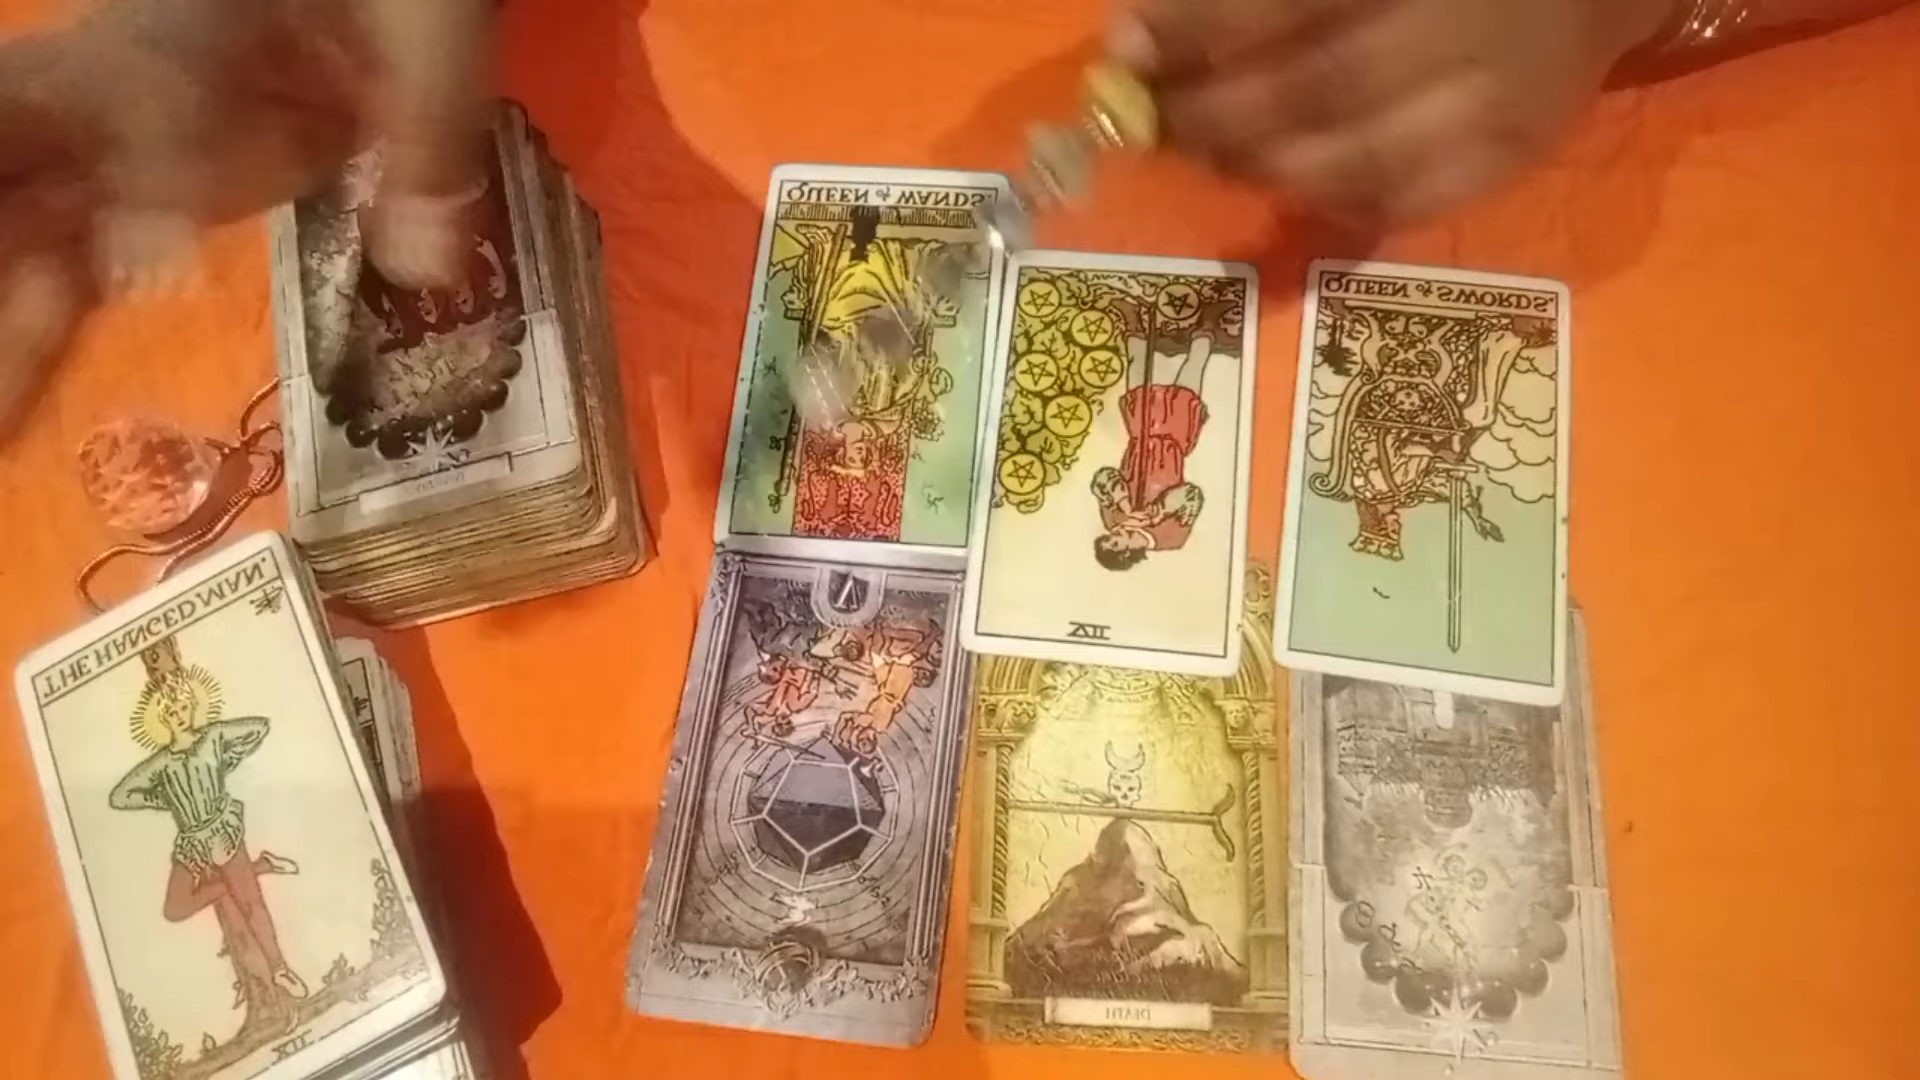 QUEEN of WANDS.
QUEEN of SWORDS.
VII
THE HANGED MAN.
V
DEATH
XII